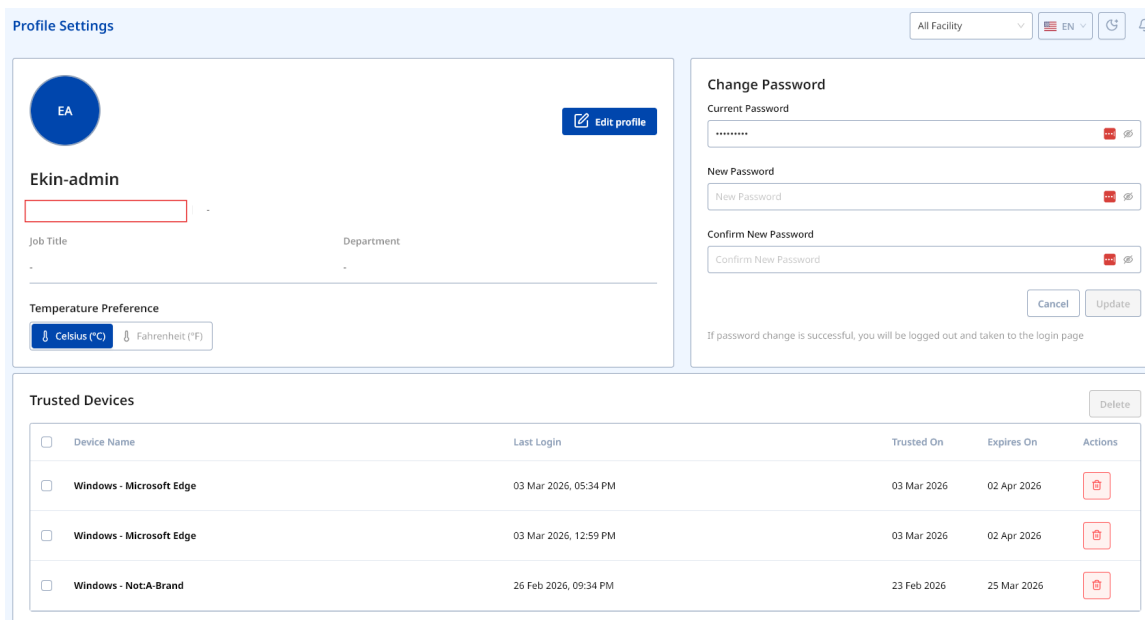 Profile Settings
All Facility
EN
EA
Edit profile
Ekin-admin
-
Job Title Department
- -
Temperature Preference
Celsius (°C) Fahrenheit (°F)
Change Password
Current Password
•••••••••
New Password
New Password
Confirm New Password
Confirm New Password
Cancel Update
If password change is successful, you will be logged out and taken to the login page
Trusted Devices
Delete
Device Name Last Login Trusted On Expires On Actions
Windows - Microsoft Edge 03 Mar 2026, 05:34 PM 03 Mar 2026 02 Apr 2026
Windows - Microsoft Edge 03 Mar 2026, 12:59 PM 03 Mar 2026 02 Apr 2026
Windows - Not:A-Brand 26 Feb 2026, 09:34 PM 23 Feb 2026 25 Mar 2026